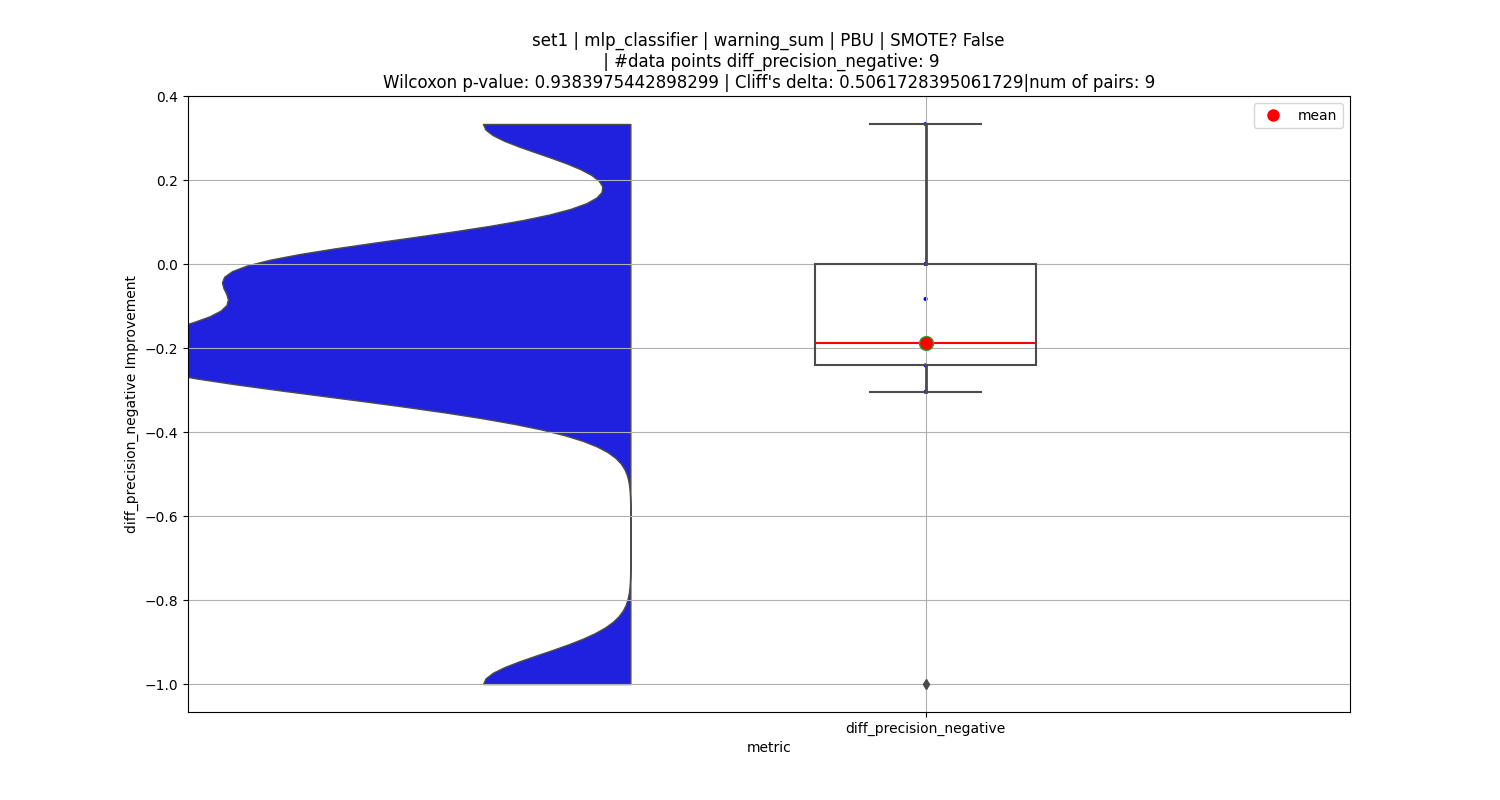 set1 | mlp_classifier | warning_sum | PBU | SMOTE? False
| #data points diff_precision_negative: 9
Wilcoxon p-value: 0.9383975442898299 | Cliff's delta: 0.5061728395061729|num of pairs: 9
mean
0.4
0.2
0.0
−0.2
−0.4
−0.6
−0.8
−1.0
diff_precision_negative Improvement
diff_precision_negative
metric